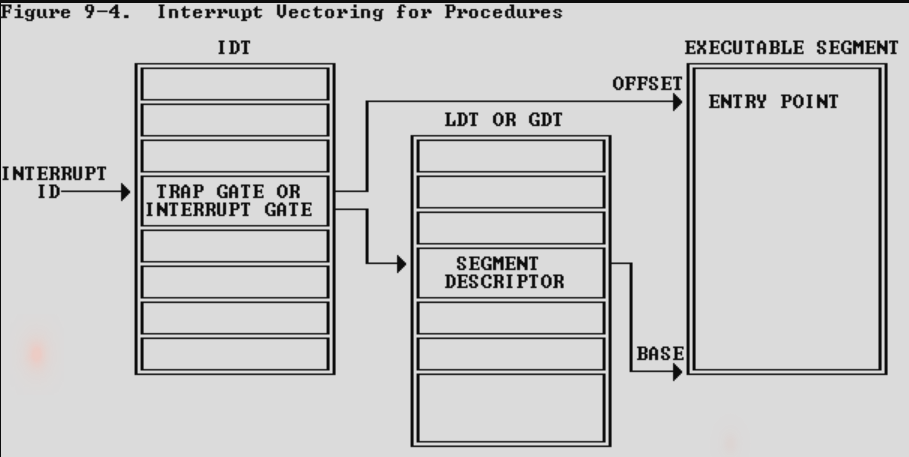 Figure 9-4.  Interrupt Vectoring for Procedures
IDT
EXECUTABLE SEGMENT
OFFSET
ENTRY POINT
LDT OR GDT
INTERRUPT
ID
TRAP GATE OR
INTERRUPT GATE
SEGMENT
DESCRIPTOR
BASE